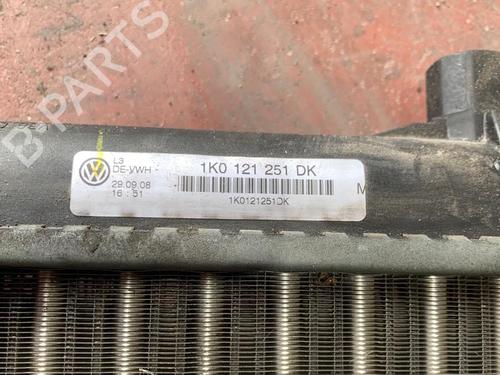 B PARTS
L3
DE-VWH -
1K0 121 251 DK
29.09.08
16:51
1K0121251DK
M